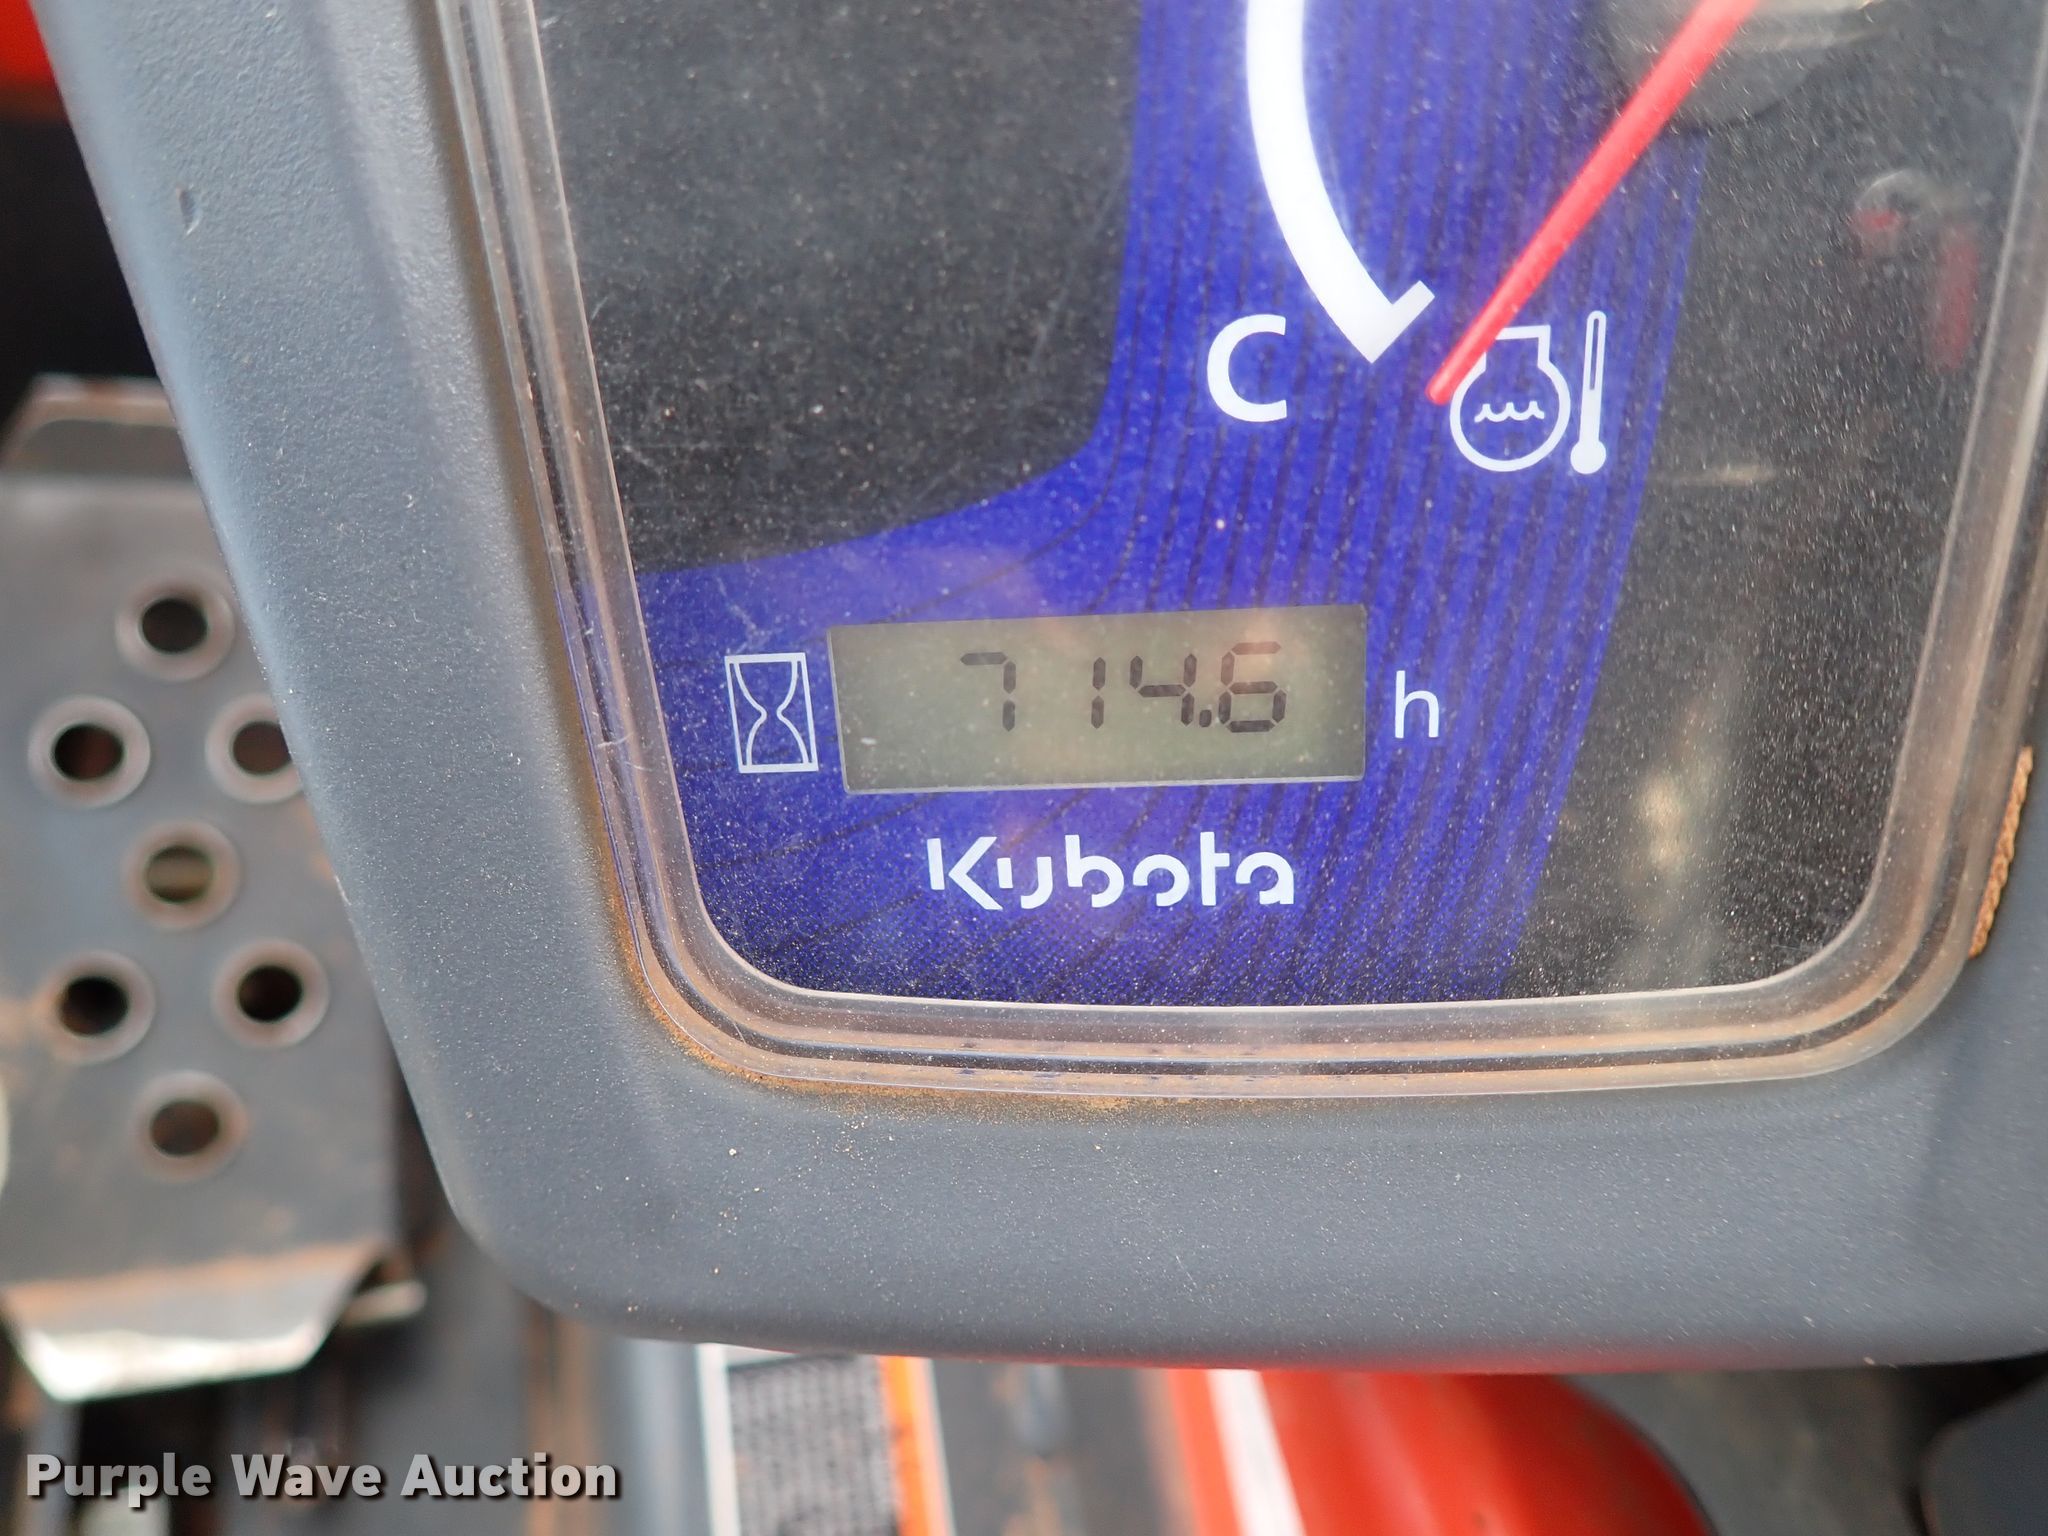 C
714.6 h
Kubota
Purple Wave Auction